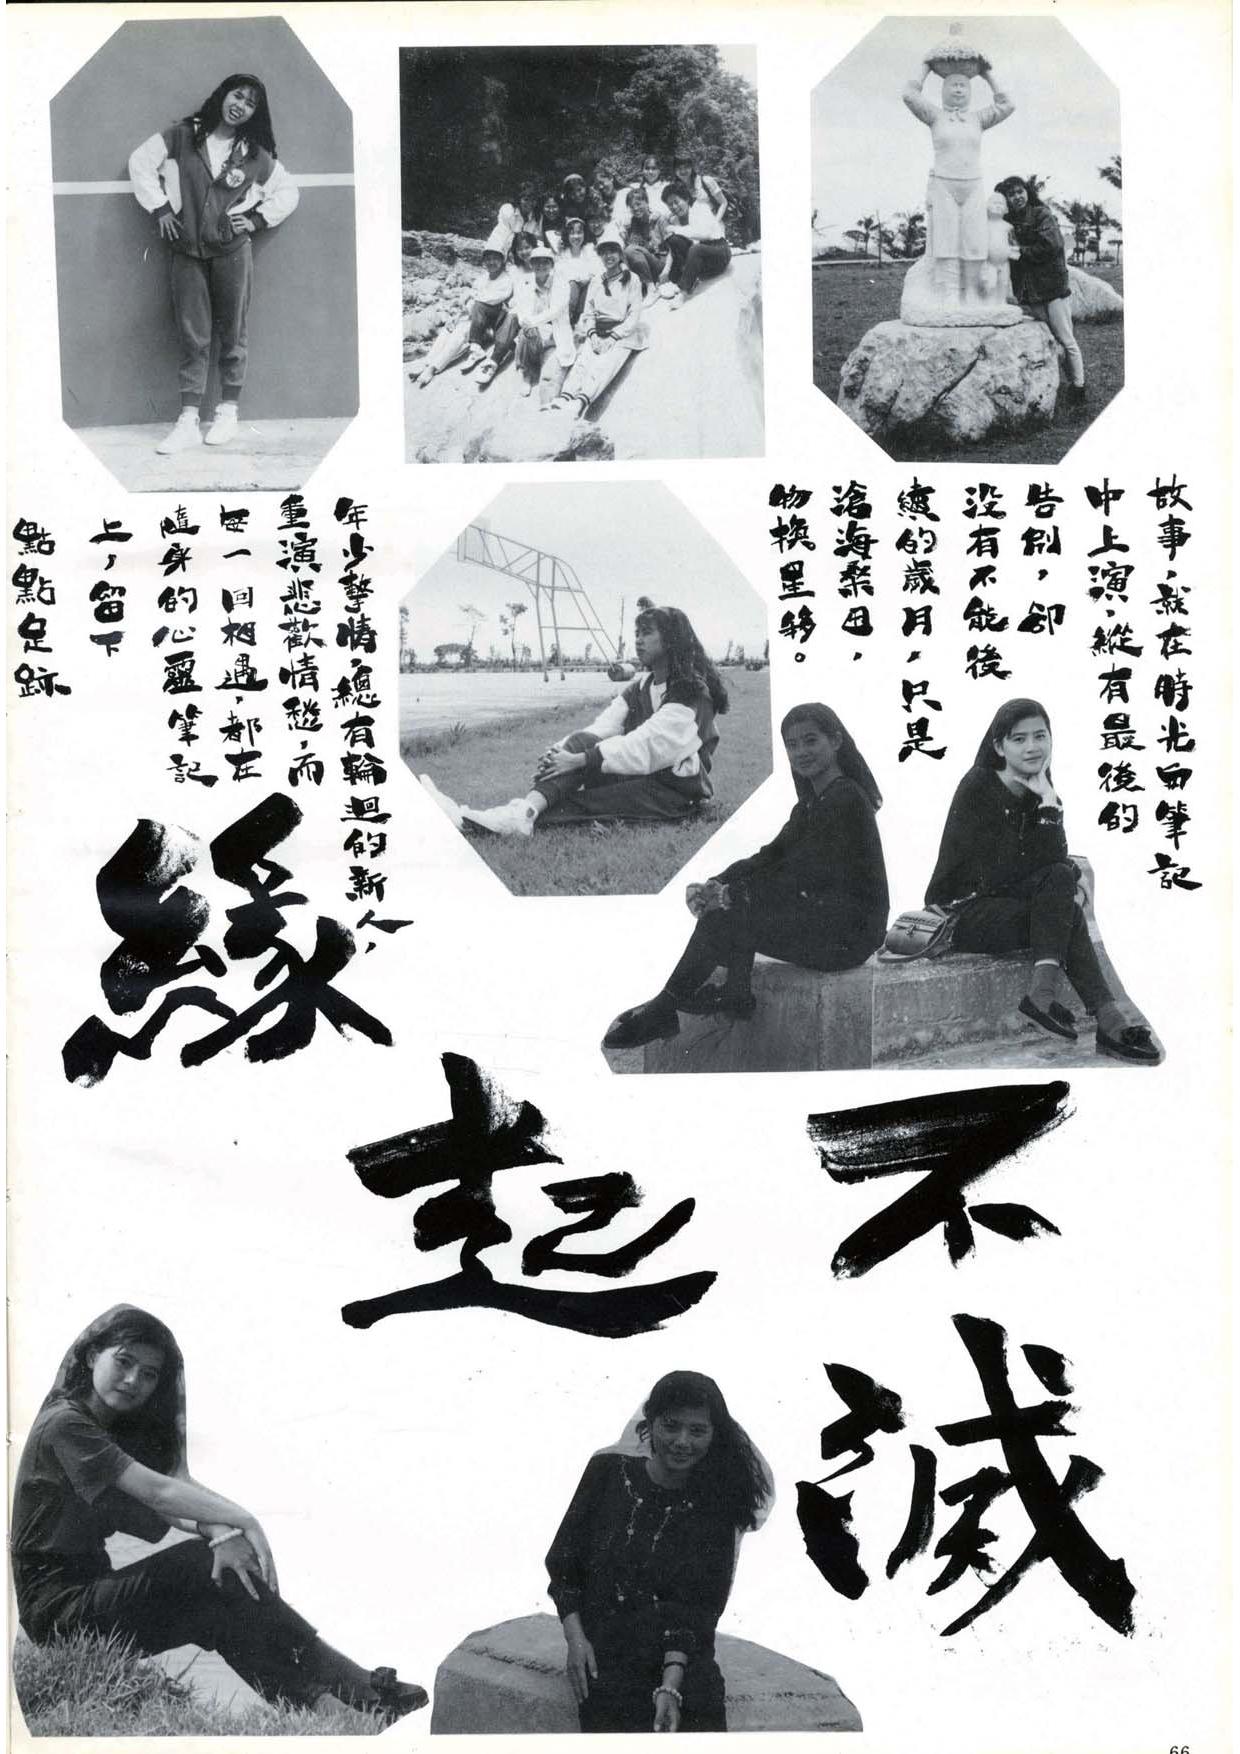 故事，就在時光筆記
中上演，縱有最後的
告別，卻
没有不能後
續的歲月，只是
滄海桑田，
物換星移。
年少摯情，總有輪迴的新人，
重演悲歡情愁，而
每一回相遇，都在
隨身的心靈筆記
上，留下
點點足跡
緣
起
不
滅
66